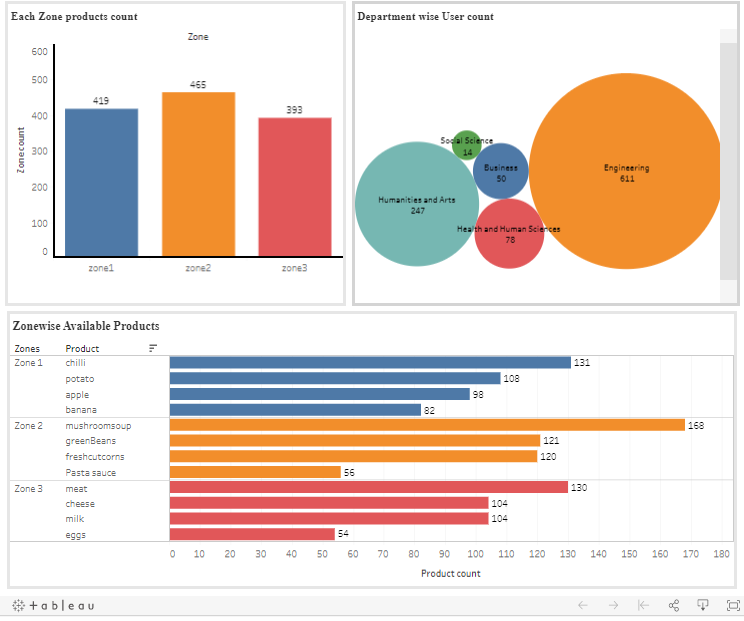 Each Zone products count
Zone
600
500
400
300
200
100
0
Zone count
419
465
393
zone1
zone2
zone3
Department wise User count
Social Science
14
Business
50
Engineering
611
Humanities and Arts
247
Health and Human Sciences
78
Zonewise Available Products
Zones Product
Zone 1 chilli 131
potato 108
apple 98
banana 82
Zone 2 mushroomsoup 168
greenBeans 121
freshcutcorns 120
Pasta sauce 56
Zone 3 meat 130
cheese 104
milk 104
eggs 54
0 10 20 30 40 50 60 70 80 90 100 110 120 130 140 150 160 170 180
Product count
+ableau